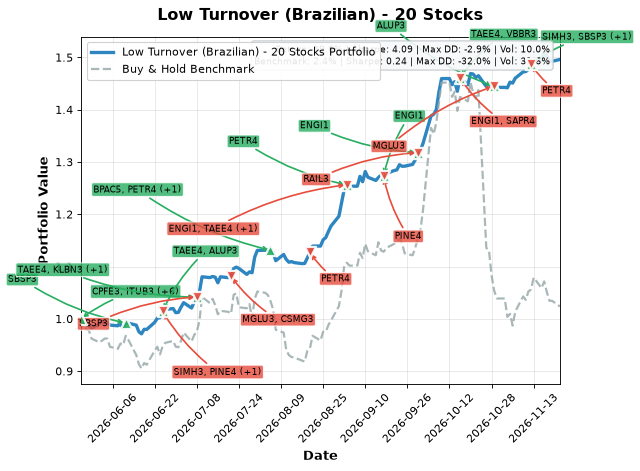 Low Turnover (Brazilian) - 20 Stocks
ALUP3
TAEE4, VBBR3
SIMH3, SBSP3 (+1)
Low Turnover (Brazilian) - 20 Stocks Portfolio
Buy & Hold Benchmark
4.09 | Max DD: -2.9% | Vol: 10.0%
Benchmark: 2.4% | Sharpe: 0.24 | Max DD: -32.0% | Vol:
PETR4
ENGI1, SAPR4
ENGI1
ENGI1
PETR4
MGLU3
RAIL3
BPAC5, PETR4 (+1)
ENGI1, TAEE4 (+1)
PINE4
TAEE4, ALUP3
TAEE4, KLBN3 (+1)
SBSP3
PETR4
CPFE3, ITUB3 (+6)
SBSP3
MGLU3, CSMG3
SIMH3, PINE4 (+1)
Portfolio Value
1.5
1.4
1.3
1.2
1.0
0.9
2026-06-06
2026-06-22
2026-07-08
2026-07-24
2026-08-09
2026-08-25
2026-09-10
2026-09-26
2026-10-12
2026-10-28
2026-11-13
Date